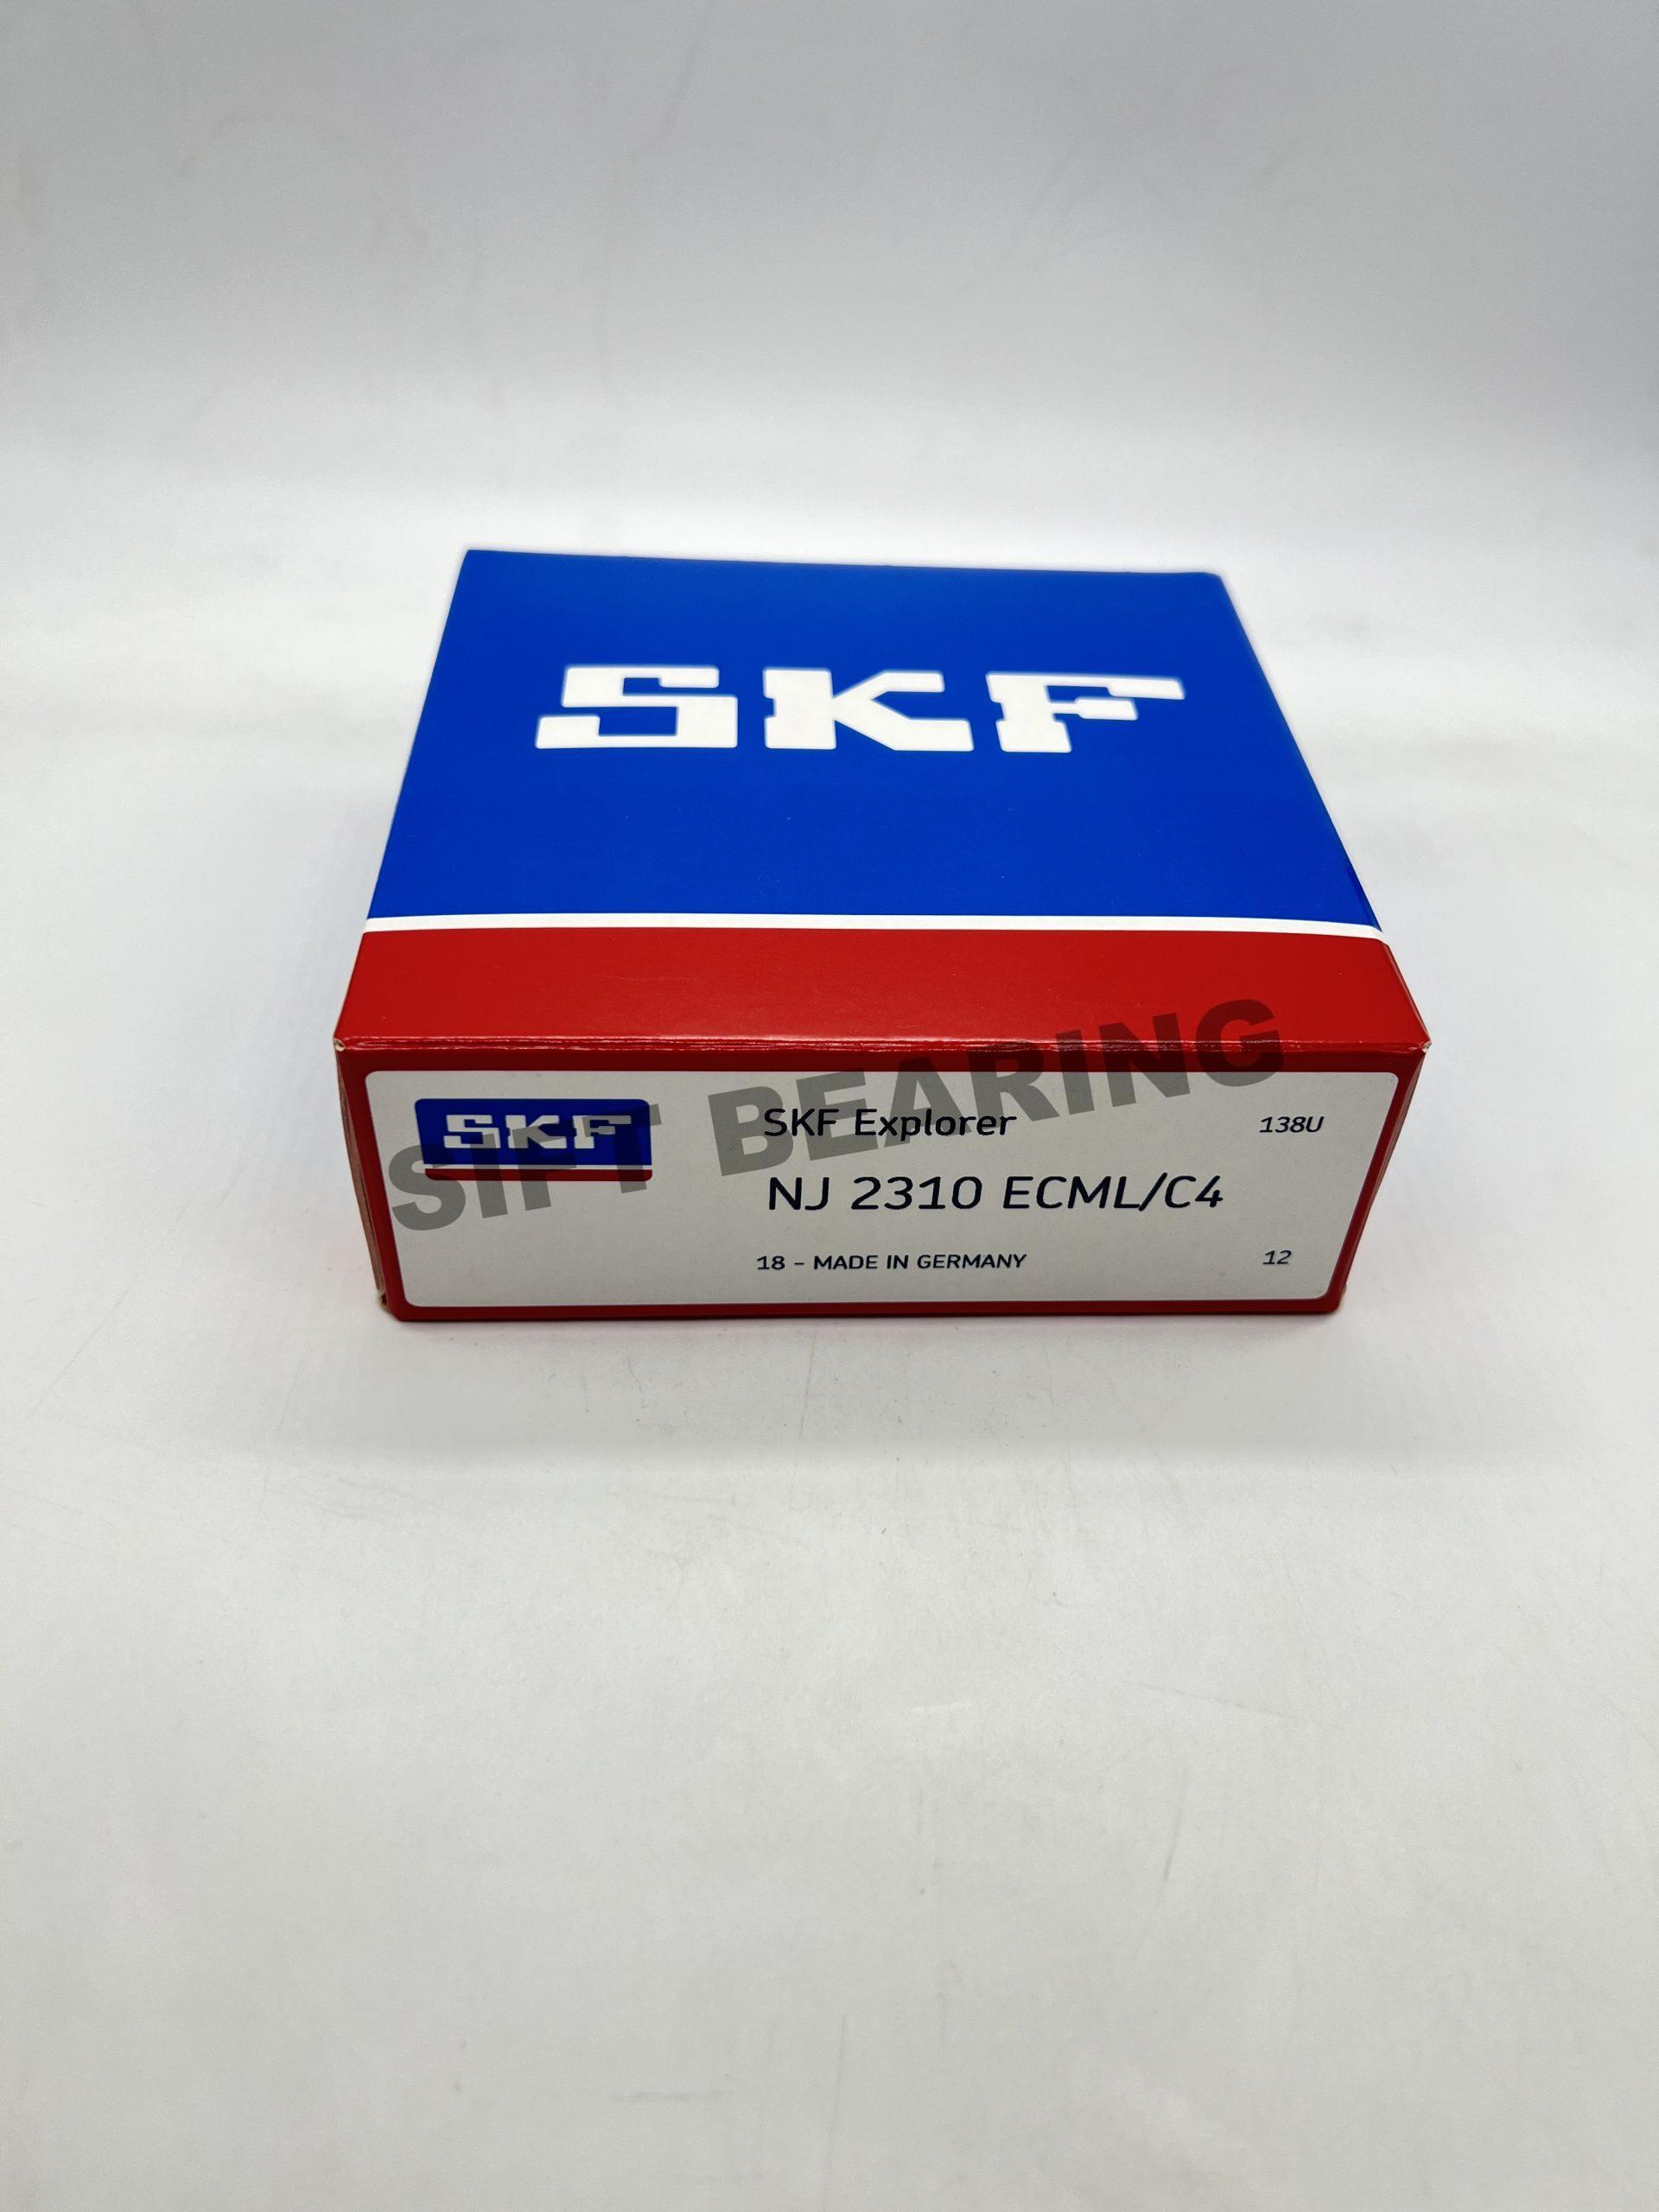 SKF
SKF
SKF Explorer 138U
NJ 2310 ECML/C4
18 – MADE IN GERMANY 12
SIFT BEARING